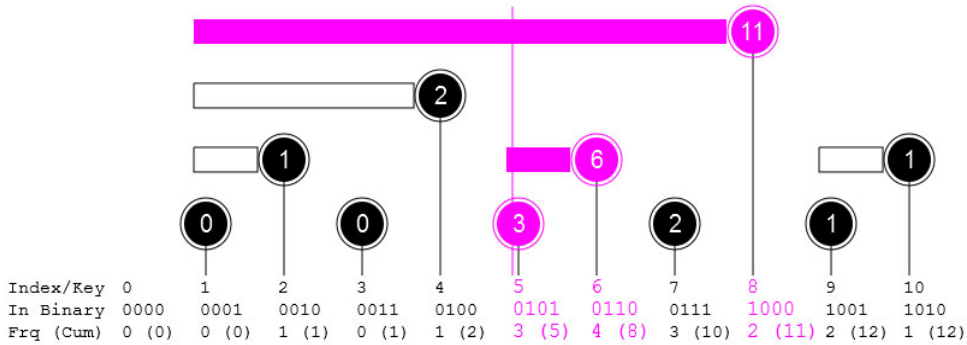 11
2
1 6 1
0 0 3 2 1
Index/Key 0 1 2 3 4 5 6 7 8 9 10
In Binary 0000 0001 0010 0011 0100 0101 0110 0111 1000 1001 1010
Frq (Cum) 0 (0) 0 (0) 1 (1) 0 (1) 1 (2) 3 (5) 4 (8) 3 (10) 2 (11) 2 (12) 1 (12)